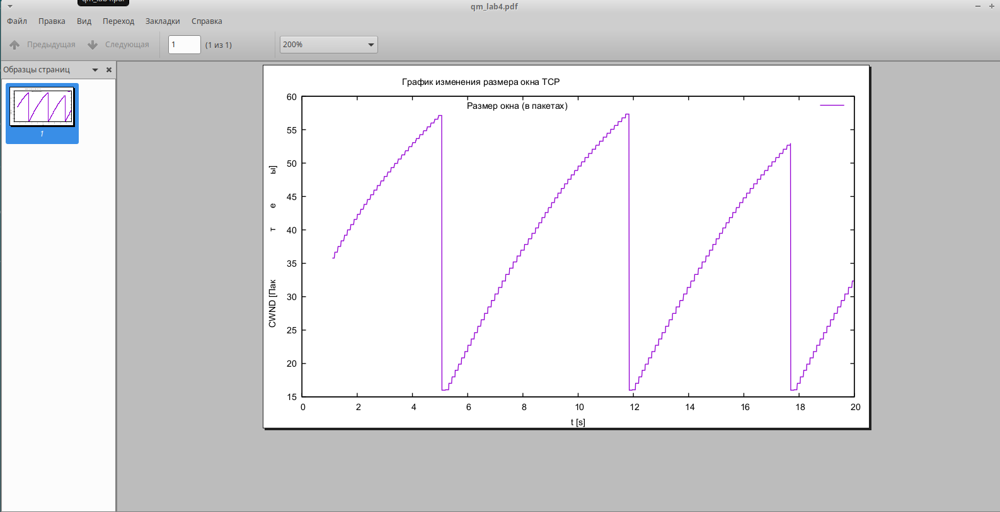 qm_lab4.pdf
qm_lab4.pdf
Файл Правка Вид Переход Закладки Справка
Предыдущая Следующая 1 (1 из 1) 200%
Образцы страниц
1
График изменения размера окна TCP
Размер окна (в пакетах)
CWND [Пак т е ы]
60
55
50
45
40
35
30
25
20
15
0 2 4 6 8 10 12 14 16 18 20
t [s]